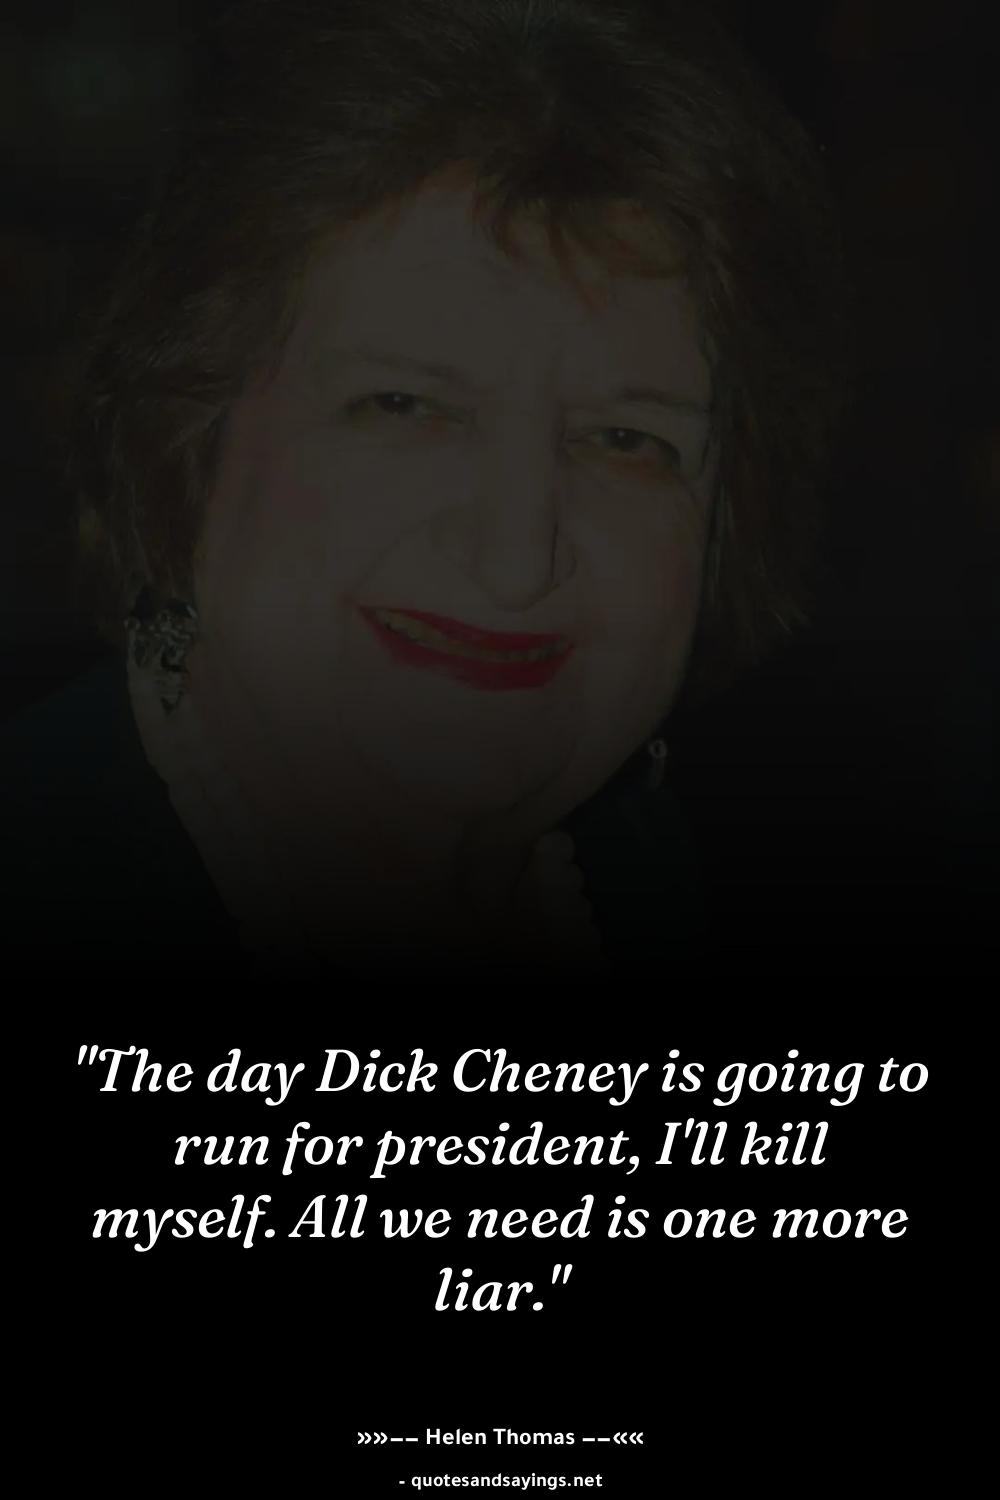 "The day Dick Cheney is going to
run for president, I'll kill
myself. All we need is one more
liar."
»»−− Helen Thomas −−««
- quotesandsayings.net